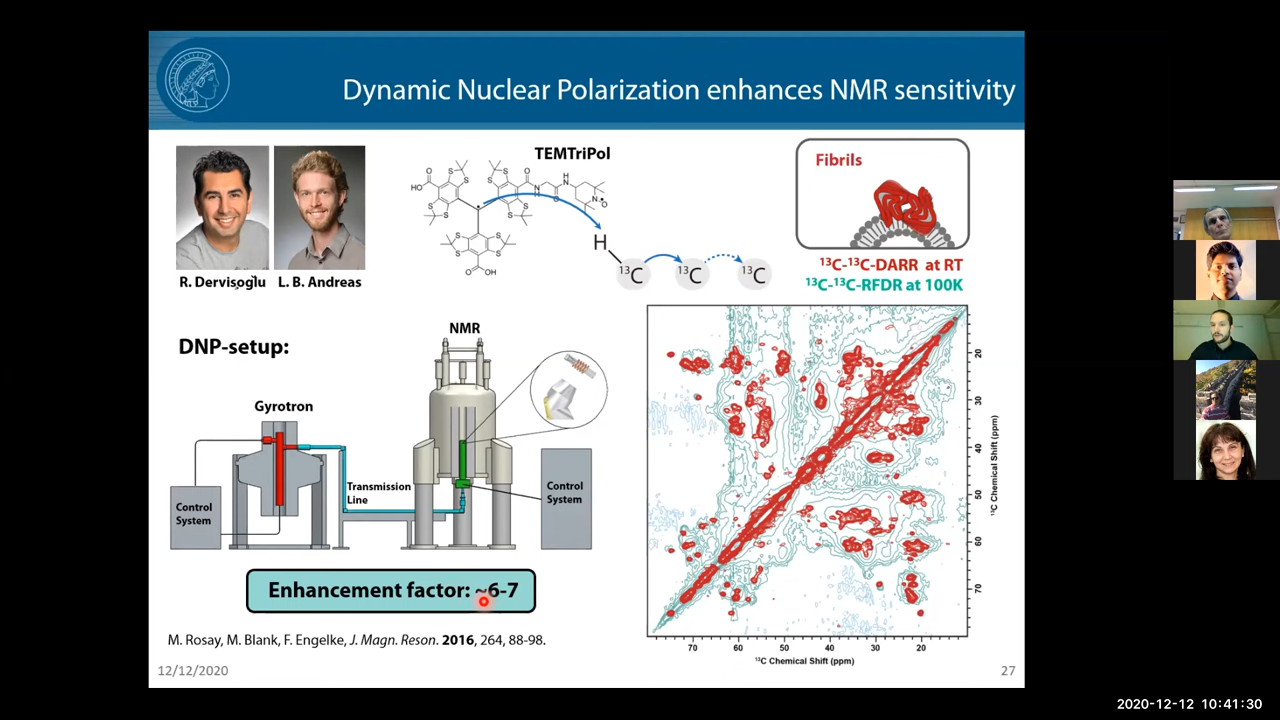 Dynamic Nuclear Polarization enhances NMR sensitivity
R. Dervişoğlu
L. B. Andreas
TEMTriPol
HO
O
S
S
S
S
S
S
S
S
S
S
S
S
O
OH
O
N
H
O
H
N
N
O
H
13C
13C
13C
Fibrils
13C-13C-DARR at RT
13C-13C-RFDR at 100K
DNP-setup:
NMR
Gyrotron
Control
System
Transmission
Line
Control
System
Enhancement factor: ~6-7
M. Rosay, M. Blank, F. Engelke, J. Magn. Reson. 2016, 264, 88-98.
20
30
40
50
60
70
13C Chemical Shift (ppm)
70
60
50
40
30
20
13C Chemical Shift (ppm)
12/12/2020
27
2020-12-12 10:41:30